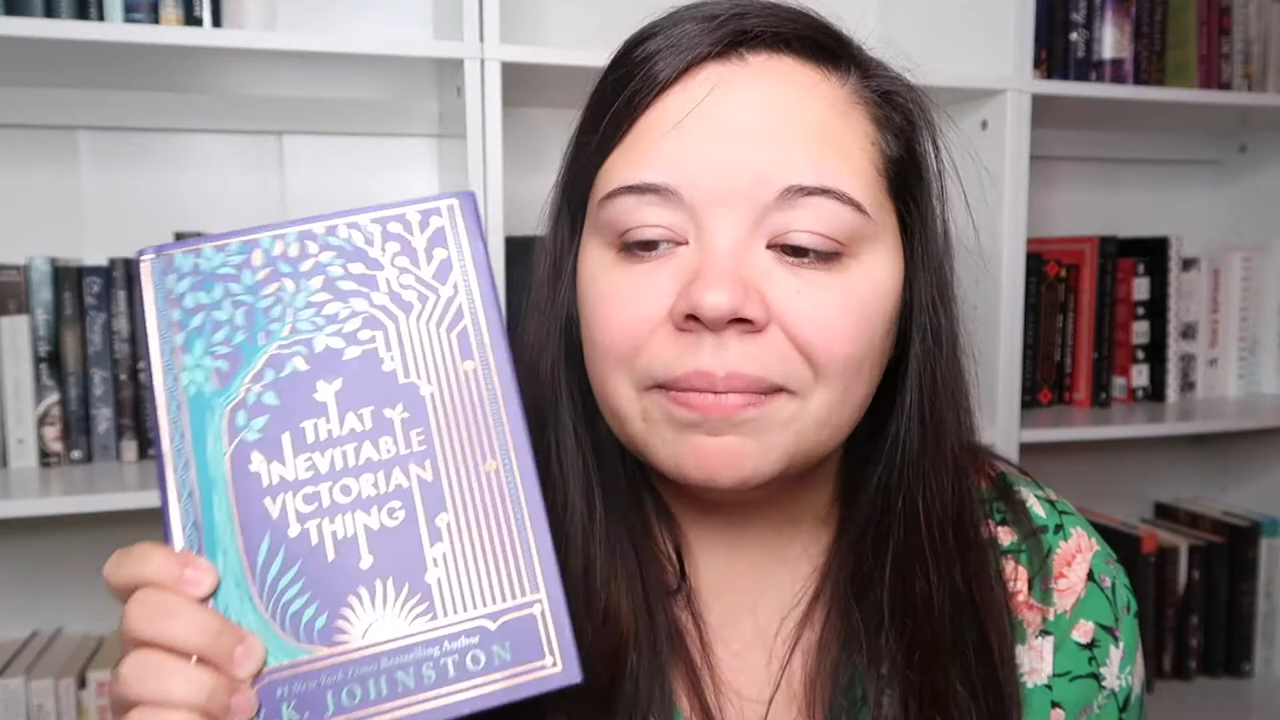 THAT
INEVITABLE
VICTORIAN
THING
#1 New York Times Bestselling Author
K. JOHNSTON